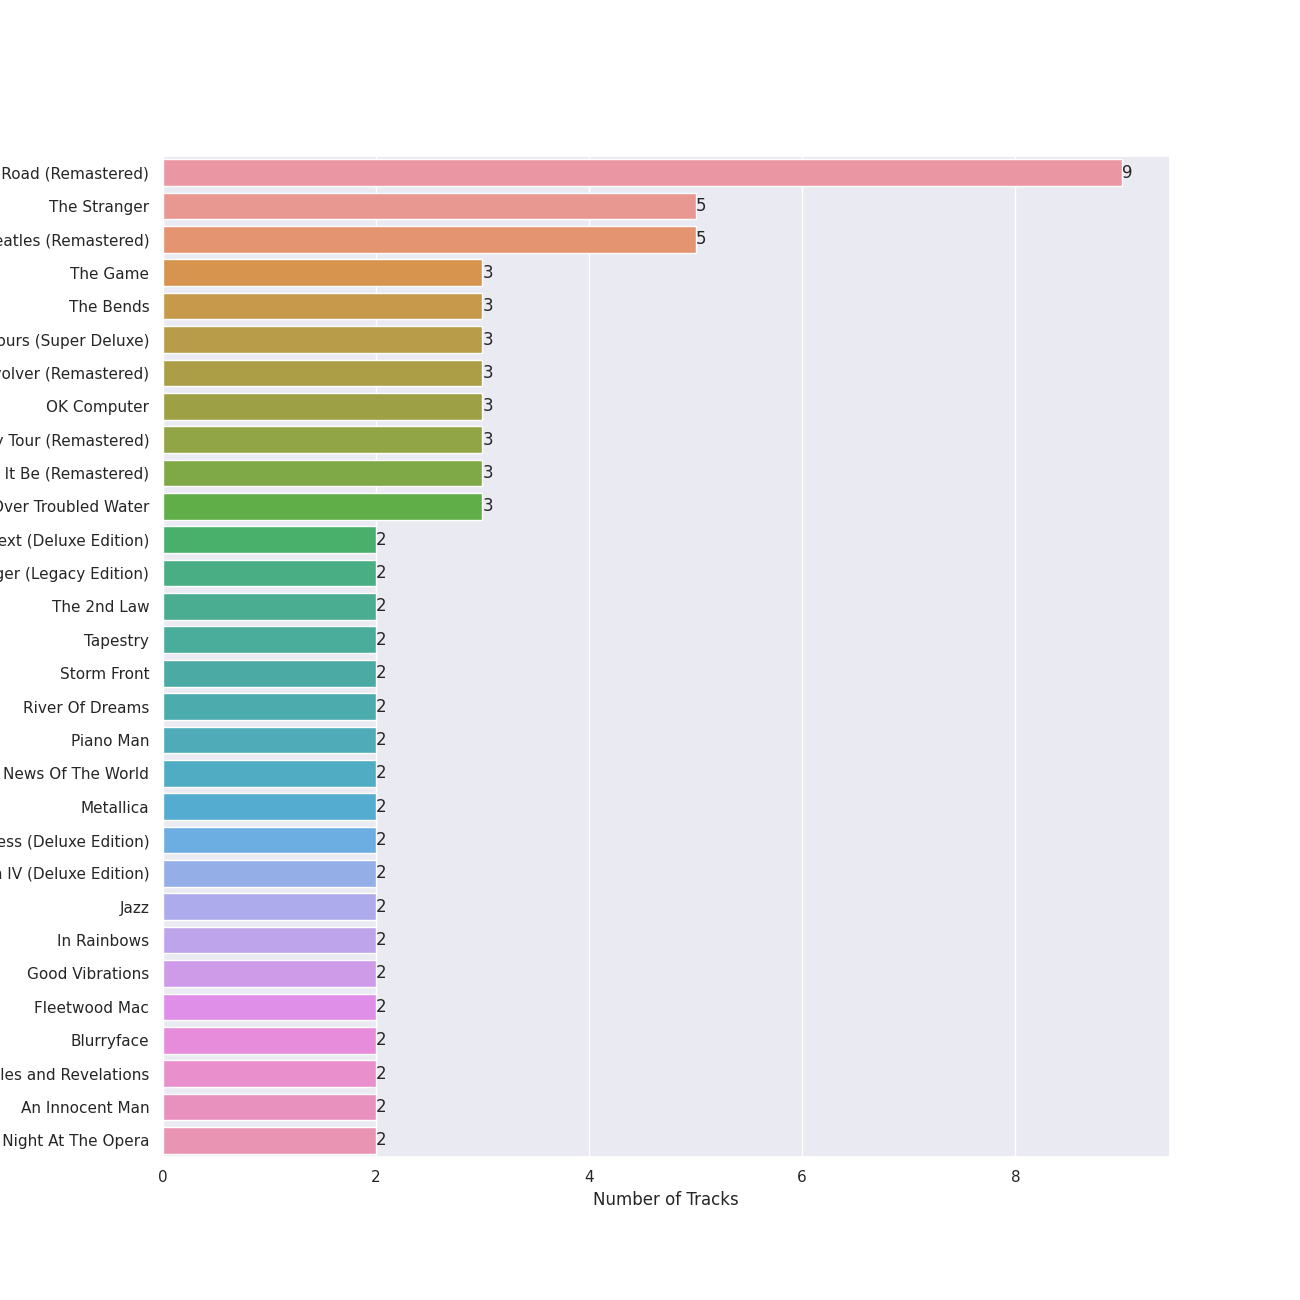 Road (Remastered) 9
The Stranger 5
eatles (Remastered) 5
The Game 3
The Bends 3
ours (Super Deluxe) 3
olver (Remastered) 3
OK Computer 3
y Tour (Remastered) 3
It Be (Remastered) 3
Over Troubled Water 3
ext (Deluxe Edition) 2
ger (Legacy Edition) 2
The 2nd Law 2
Tapestry 2
Storm Front 2
River Of Dreams 2
Piano Man 2
News Of The World 2
Metallica 2
ess (Deluxe Edition) 2
IV (Deluxe Edition) 2
Jazz 2
In Rainbows 2
Good Vibrations 2
Fleetwood Mac 2
Blurryface 2
les and Revelations 2
An Innocent Man 2
Night At The Opera 2
0 2 4 6 8
Number of Tracks